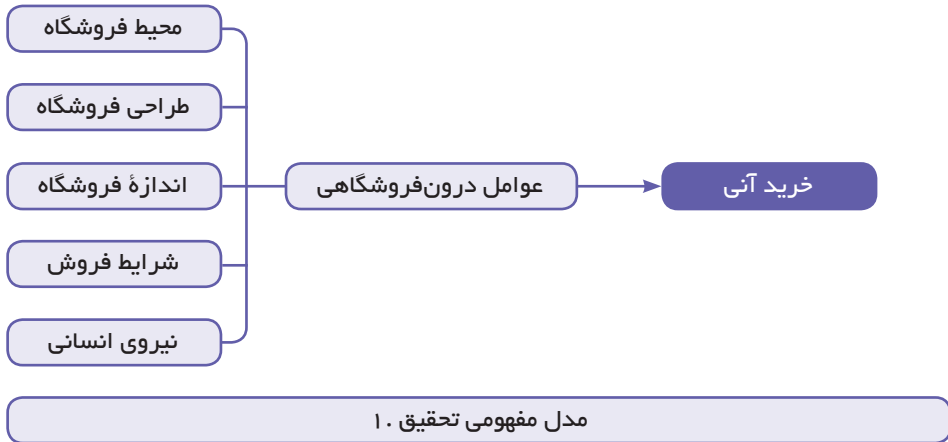 محیط فروشگاه
طراحی فروشگاه
اندازهٔ فروشگاه
شرایط فروش
نیروی انسانی
عوامل درون‌فروشگاهی
خرید آنی
مدل مفهومی تحقیق .۱